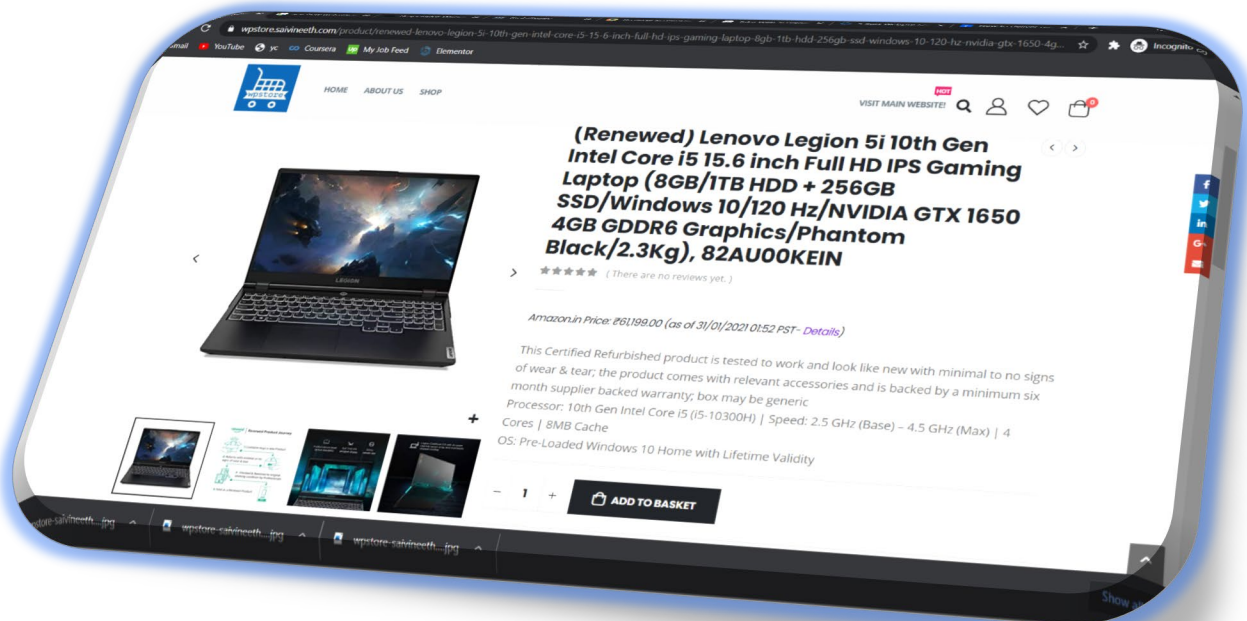 wpstore.saivineeth.com/product/renewed-lenovo-legion-5i-10th-gen-intel-core-i5-15-6-inch-full-hd-ips-gaming-laptop-8gb-1tb-hdd-256gb-ssd-windows-10-120-hz-nvidia-gtx-1650-4g...
Incognito
Gmail YouTube yc Coursera My Job Feed Elementor
wpstore
HOME ABOUT US SHOP
HOT
VISIT MAIN WEBSITE!
0
(Renewed) Lenovo Legion 5i 10th Gen
Intel Core i5 15.6 inch Full HD IPS Gaming
Laptop (8GB/1TB HDD + 256GB
SSD/Windows 10/120 Hz/NVIDIA GTX 1650
4GB GDDR6 Graphics/Phantom
Black/2.3Kg), 82AU00KEIN
( There are no reviews yet. )
LEGION
Amazon.in Price: ₹61,199.00 (as of 31/01/2021 01:52 PST- Details)
This Certified Refurbished product is tested to work and look like new with minimal to no signs
of wear & tear; the product comes with relevant accessories and is backed by a minimum six
month supplier backed warranty; box may be generic
Processor: 10th Gen Intel Core i5 (i5-10300H) | Speed: 2.5 GHz (Base) – 4.5 GHz (Max) | 4
Cores | 8MB Cache
OS: Pre-Loaded Windows 10 Home with Lifetime Validity
- 1 + ADD TO BASKET
f
in
G+
wpstore-saivineeth....jpg
wpstore-saivineeth....jpg
Show